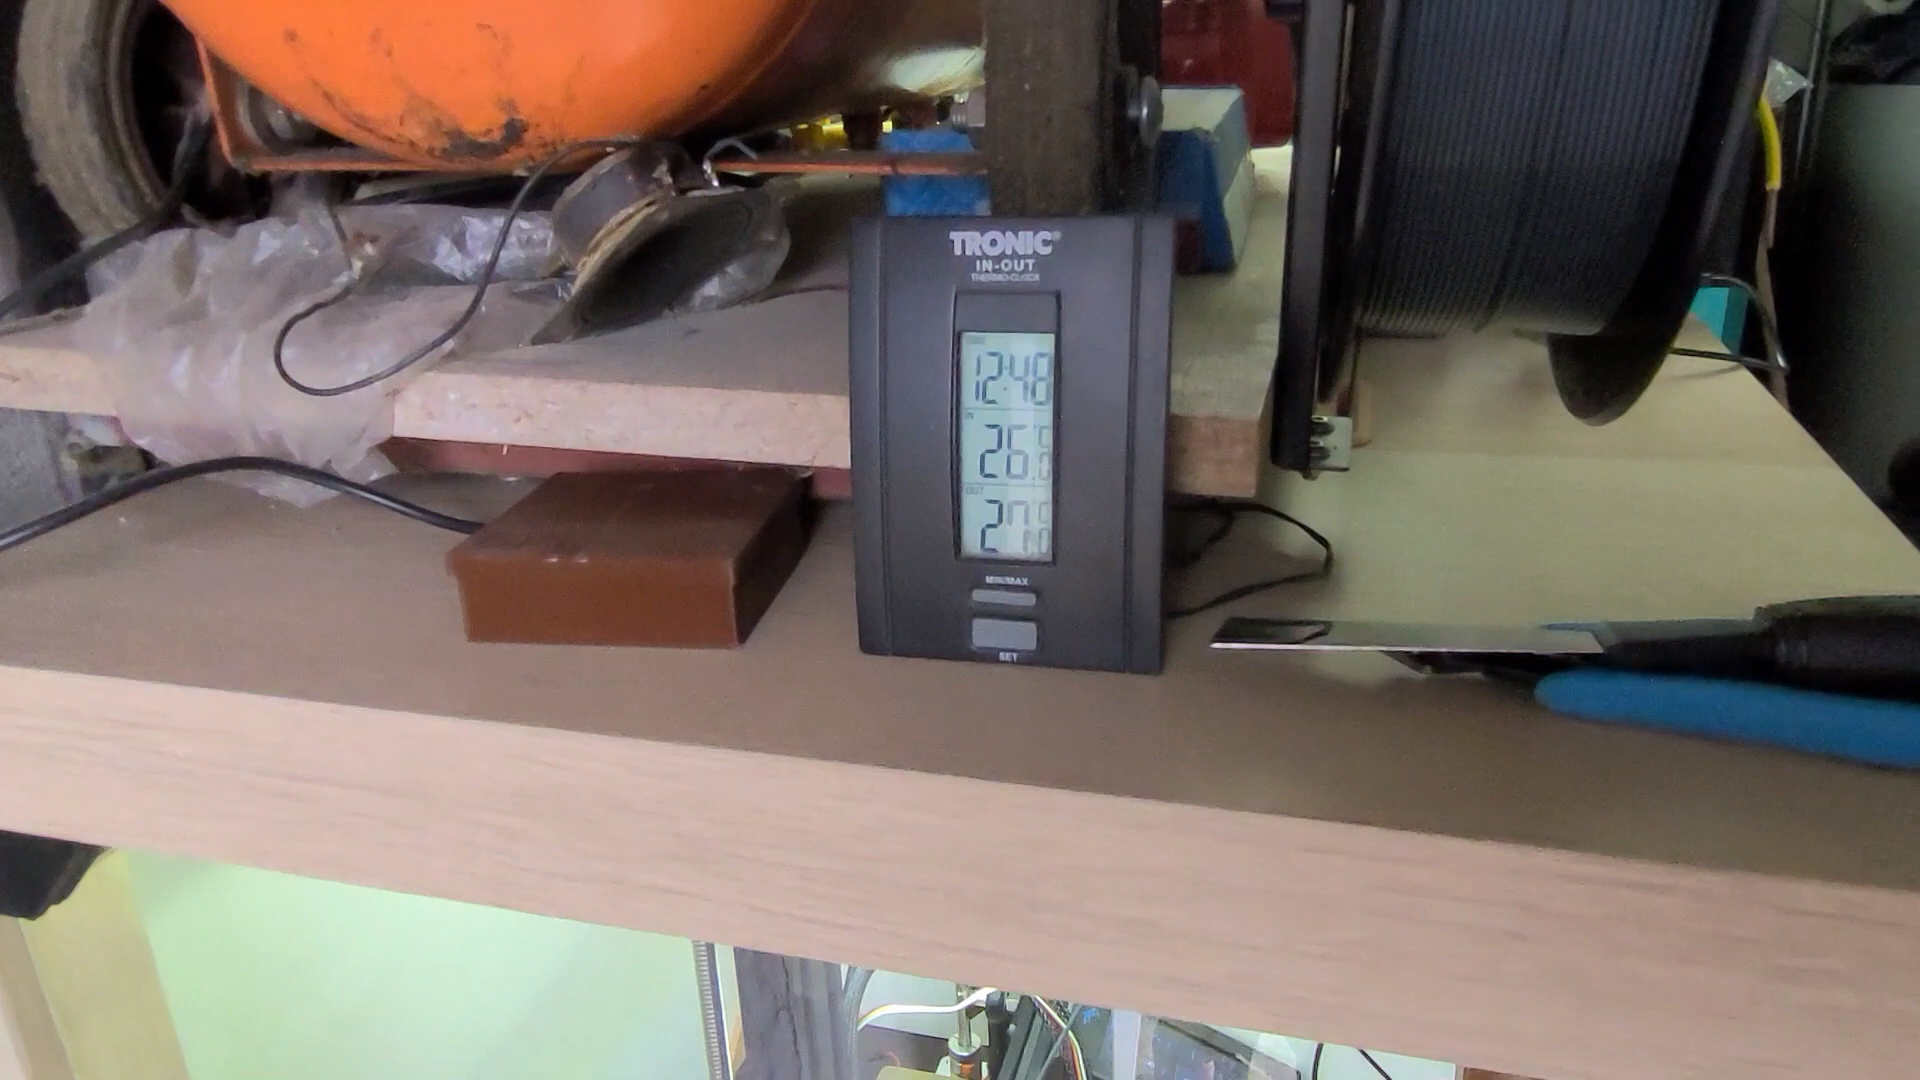 TRONIC®
IN-OUT
THERMO-CLOCK
12:48
IN
26.
OUT
27.
MIN/MAX
SET